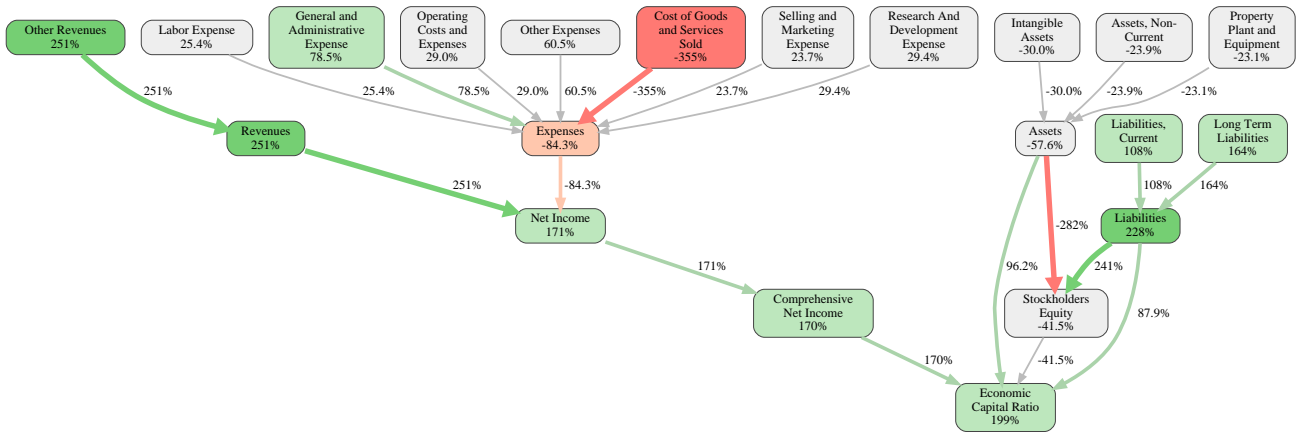 Other Revenues
251%
Labor Expense
25.4%
General and
Administrative
Expense
78.5%
Operating
Costs and
Expenses
29.0%
Other Expenses
60.5%
Cost of Goods
and Services
Sold
-355%
Selling and
Marketing
Expense
23.7%
Research And
Development
Expense
29.4%
Intangible
Assets
-30.0%
Assets, Non-
Current
-23.9%
Property
Plant and
Equipment
-23.1%
251%
25.4%
78.5%
29.0%
60.5%
-355%
23.7%
29.4%
-30.0%
-23.9%
-23.1%
Revenues
251%
Expenses
-84.3%
Assets
-57.6%
Liabilities,
Current
108%
Long Term
Liabilities
164%
251%
-84.3%
108%
164%
Net Income
171%
-282%
Liabilities
228%
171%
96.2%
241%
Comprehensive
Net Income
170%
Stockholders
Equity
-41.5%
87.9%
170%
-41.5%
Economic
Capital Ratio
199%